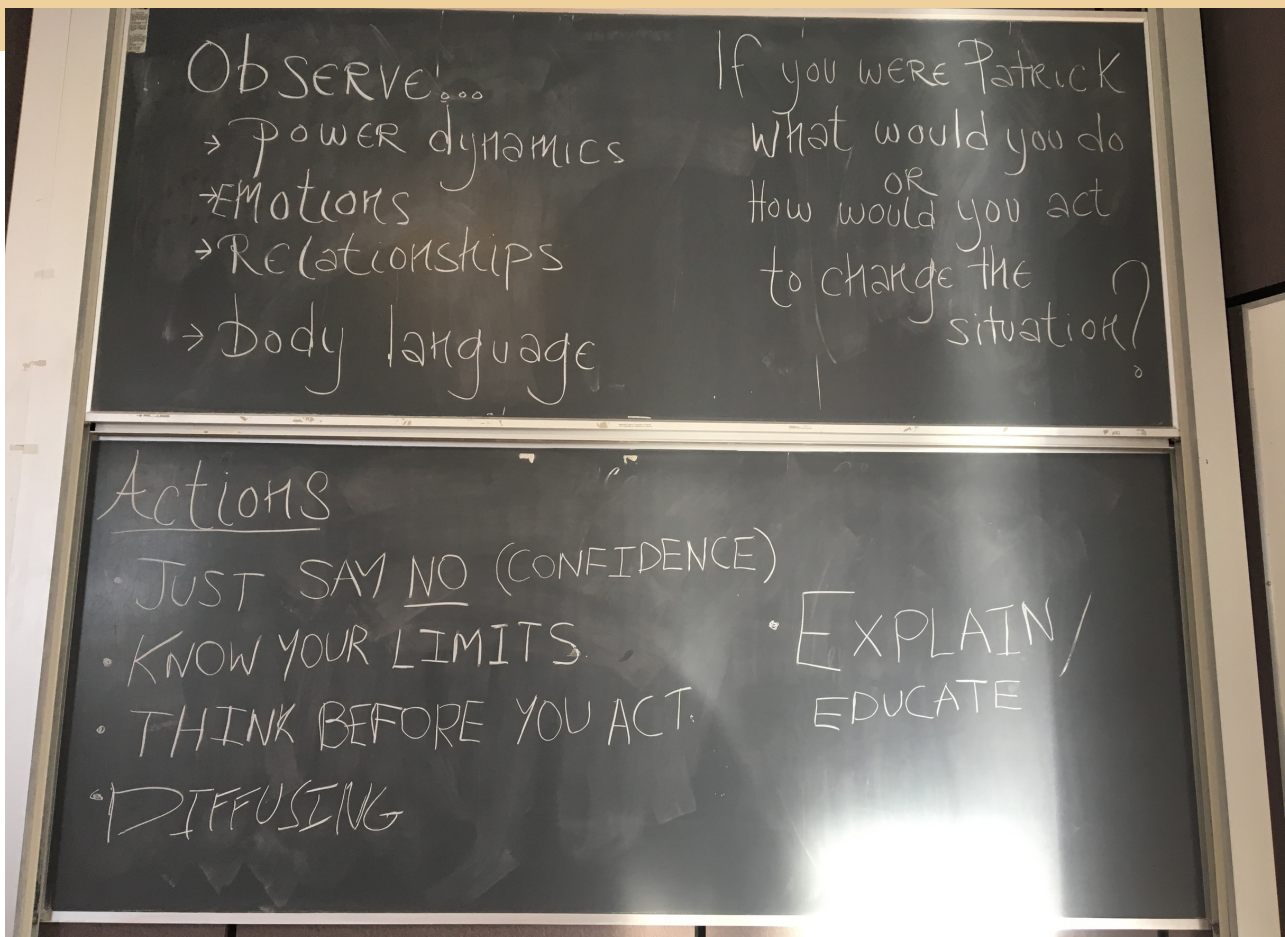 ObSERVE!...
→ POWER dynamics
→ EMotions
→ Relationships
→ body language
If you WERE PatRick
what would you do
OR
How would you act
to change the
situation?
Actions
• JUST SAY NO (CONFIDENCE)
• KNOW YOUR LIMITS.
• THINK BEFORE YOU ACT.
• DIFFUSING
• EXPLAIN/
EDUCATE